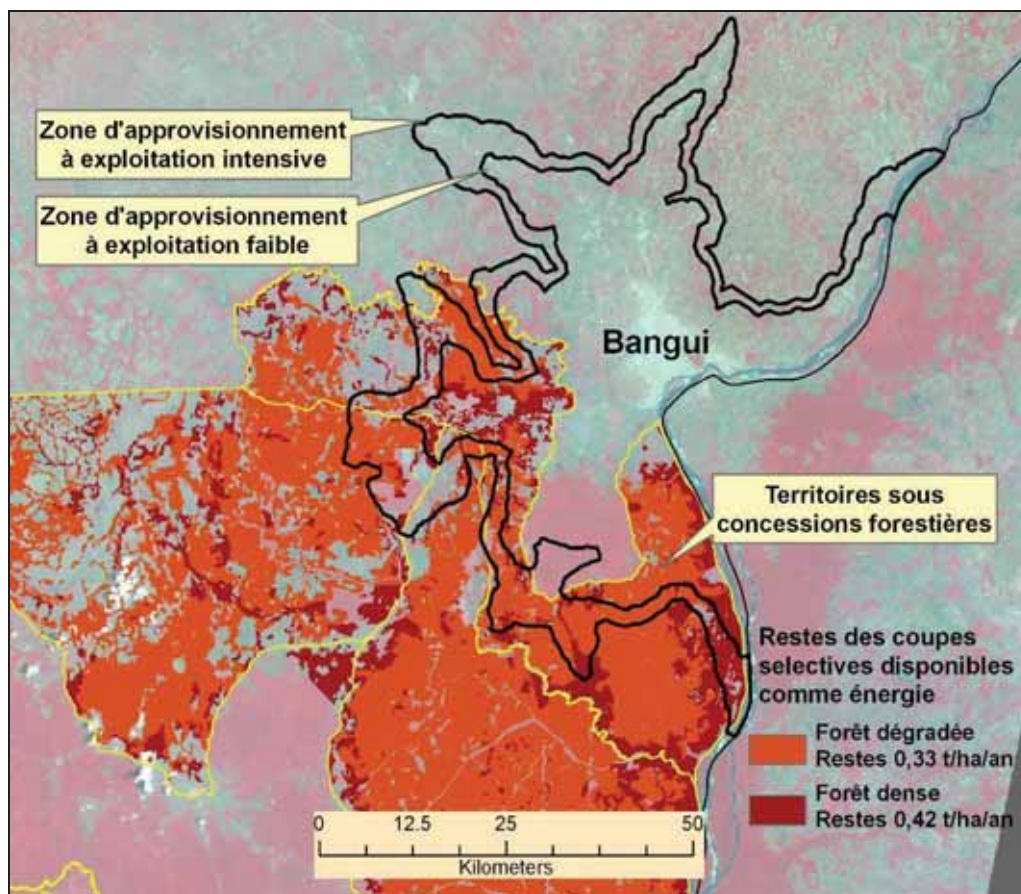 Zone d'approvisionnement
à exploitation intensive
Zone d'approvisionnement
à exploitation faible
Bangui
Territoires sous
concessions forestières
Restes des coupes
selectives disponibles
comme énergie
Forêt dégradée
Restes 0,33 t/ha/an
Forêt dense
Restes 0,42 t/ha/an
0 12.5 25 50
Kilometers